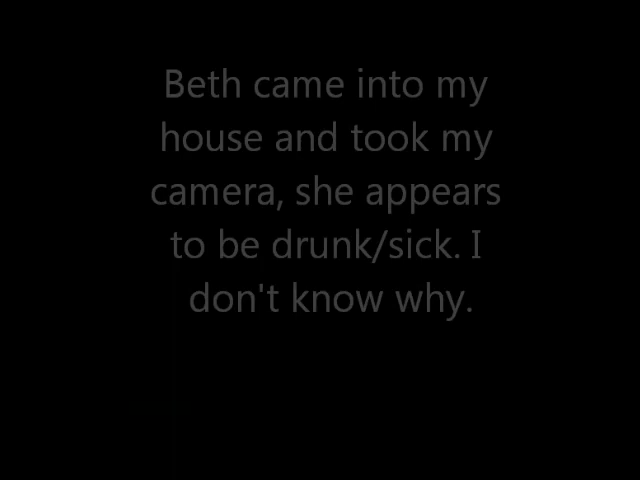 Beth came into my
house and took my
camera, she appears
to be drunk/sick. I
don't know why.